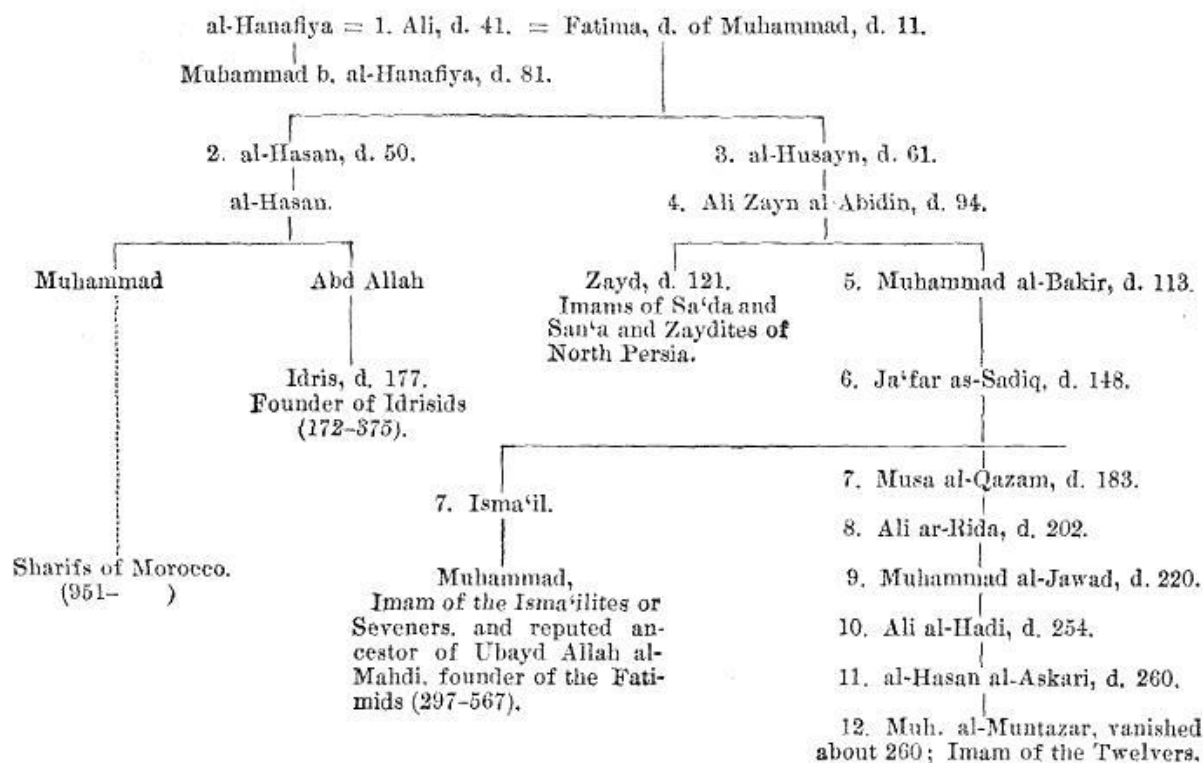 al-Hanafiya = 1. Ali, d. 41. = Fatima, d. of Muhammad, d. 11.
Muhammad b. al-Hanafiya, d. 81.
2. al-Hasan, d. 50.
3. al-Husayn, d. 61.
al-Hasan.
4. Ali Zayn al-Abidin, d. 94.
Muhammad
Abd Allah
Zayd, d. 121.
Imams of Sa‘da and
San‘a and Zaydites of
North Persia.
5. Muhammad al-Bakir, d. 113.
Idris, d. 177.
Founder of Idrisids
(172–375).
6. Ja‘far as-Sadiq, d. 148.
7. Isma‘il.
7. Musa al-Qazam, d. 183.
8. Ali ar-Rida, d. 202.
Sharifs of Morocco.
(951– )
Muhammad,
Imam of the Isma‘ilites or
Seveners, and reputed an-
cestor of Ubayd Allah al-
Mahdi, founder of the Fati-
mids (297–567).
9. Muhammad al-Jawad, d. 220.
10. Ali al-Hadi, d. 254.
11. al-Hasan al-Askari, d. 260.
12. Muh. al-Muntazar, vanished
about 260; Imam of the Twelvers.